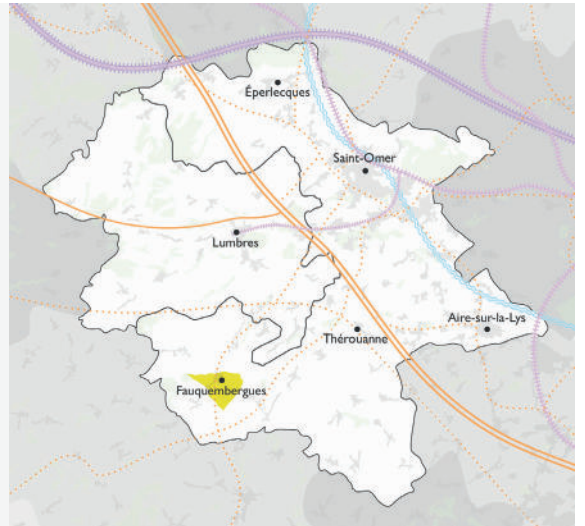 Éperlecques
Saint-Omer
Lumbres
Aire-sur-la-Lys
Thérouanne
Fauquembergues